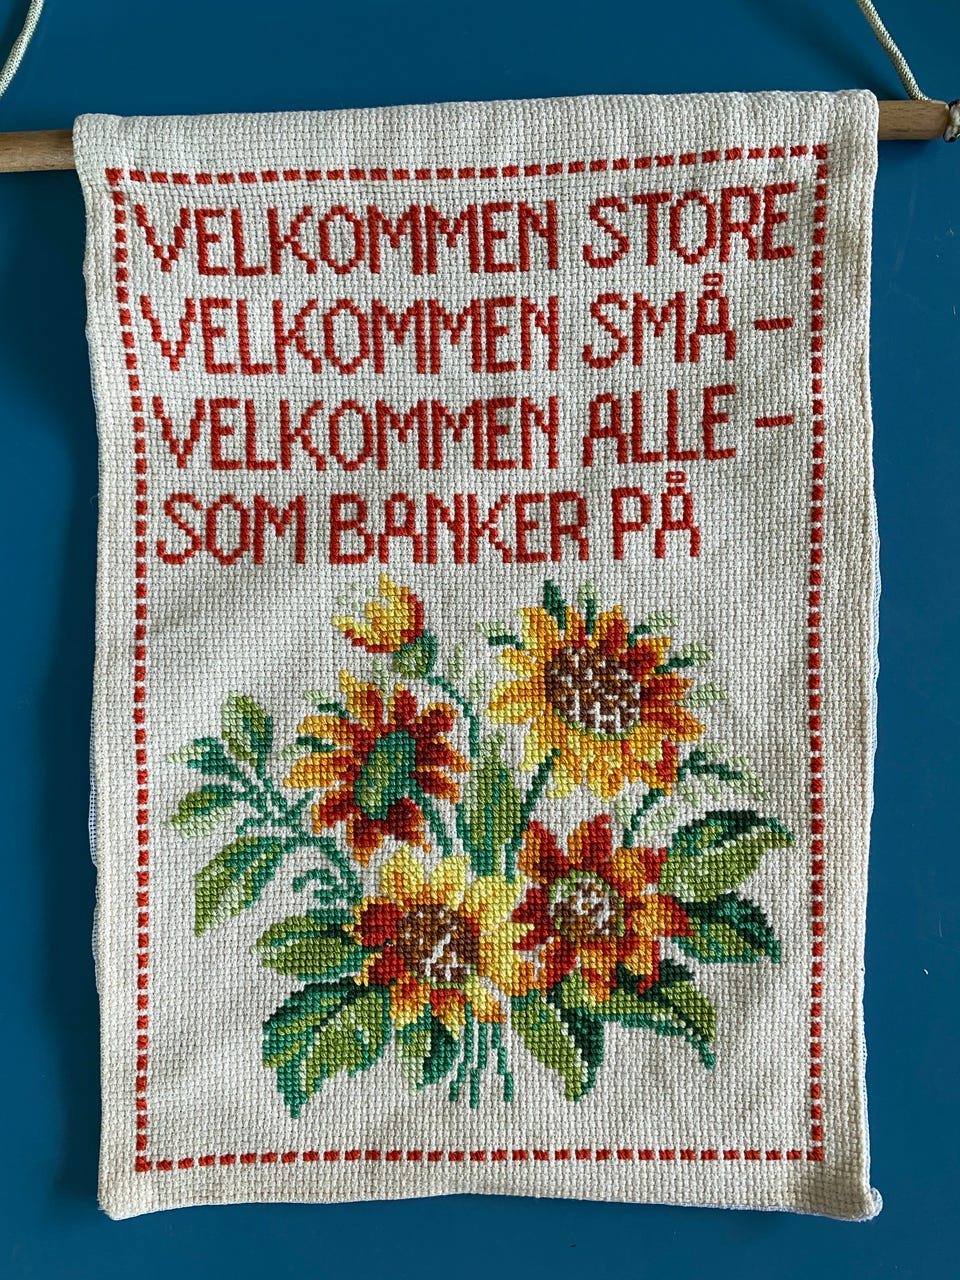 VELKOMMEN STORE
VELKOMMEN SMÅ –
VELKOMMEN ALLE –
SOM BANKER PÅ